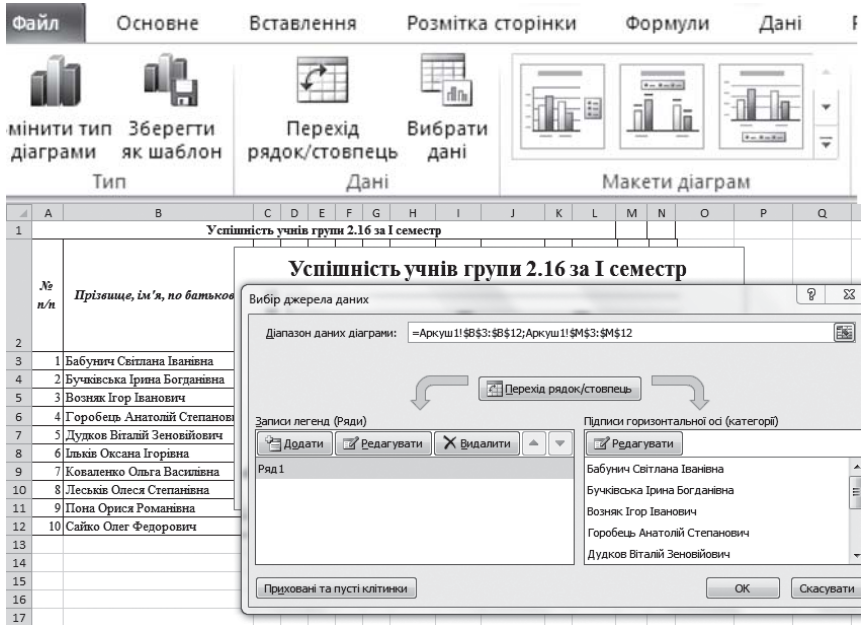 Файл Основне Вставлення Розмітка сторінки Формули Дані
мінити тип діаграми
Зберегти як шаблон
Перехід рядок/стовпець
Вибрати дані
Тип Дані Макети діаграм
A B C D E F G H I J K L M N O P Q
1 Успішність учнів групи 2.16 за I семестр
№ п/п Прізвище, ім'я, по батькові
2
3 1 Бабунич Світлана Іванівна
4 2 Бучківська Ірина Богданівна
5 3 Возняк Ігор Іванович
6 4 Горобець Анатолій Степанов
7 5 Дудков Віталій Зеновійович
8 6 Ільків Оксана Ігорівна
9 7 Коваленко Ольга Василівна
10 8 Леськів Олеся Степанівна
11 9 Пона Орися Романівна
12 10 Сайко Олег Федорович
13
14
15
16
17
Успішність учнів групи 2.16 за I семестр
Вибір джерела даних
Діапазон даних діаграми: =Аркуш1!$B$3:$B$12;Аркуш1!$M$3:$M$12
Перехід рядок/стовпець
Записи легенд (Ряди)
Додати Редагувати Видалити
Ряд1
Підписи горизонтальної осі (категорії)
Редагувати
Бабунич Світлана Іванівна
Бучківська Ірина Богданівна
Возняк Ігор Іванович
Горобець Анатолій Степанович
Дудков Віталій Зеновійович
Приховані та пусті клітинки
ОК Скасувати